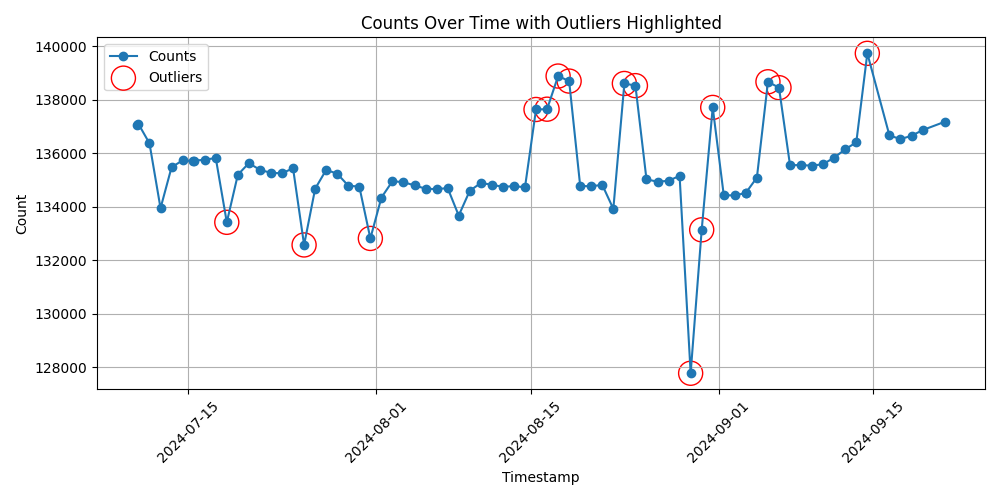 Counts Over Time with Outliers Highlighted
Counts
Outliers
140000
138000
136000
134000
132000
130000
128000
Count
2024-07-15
2024-08-01
2024-08-15
2024-09-01
2024-09-15
Timestamp